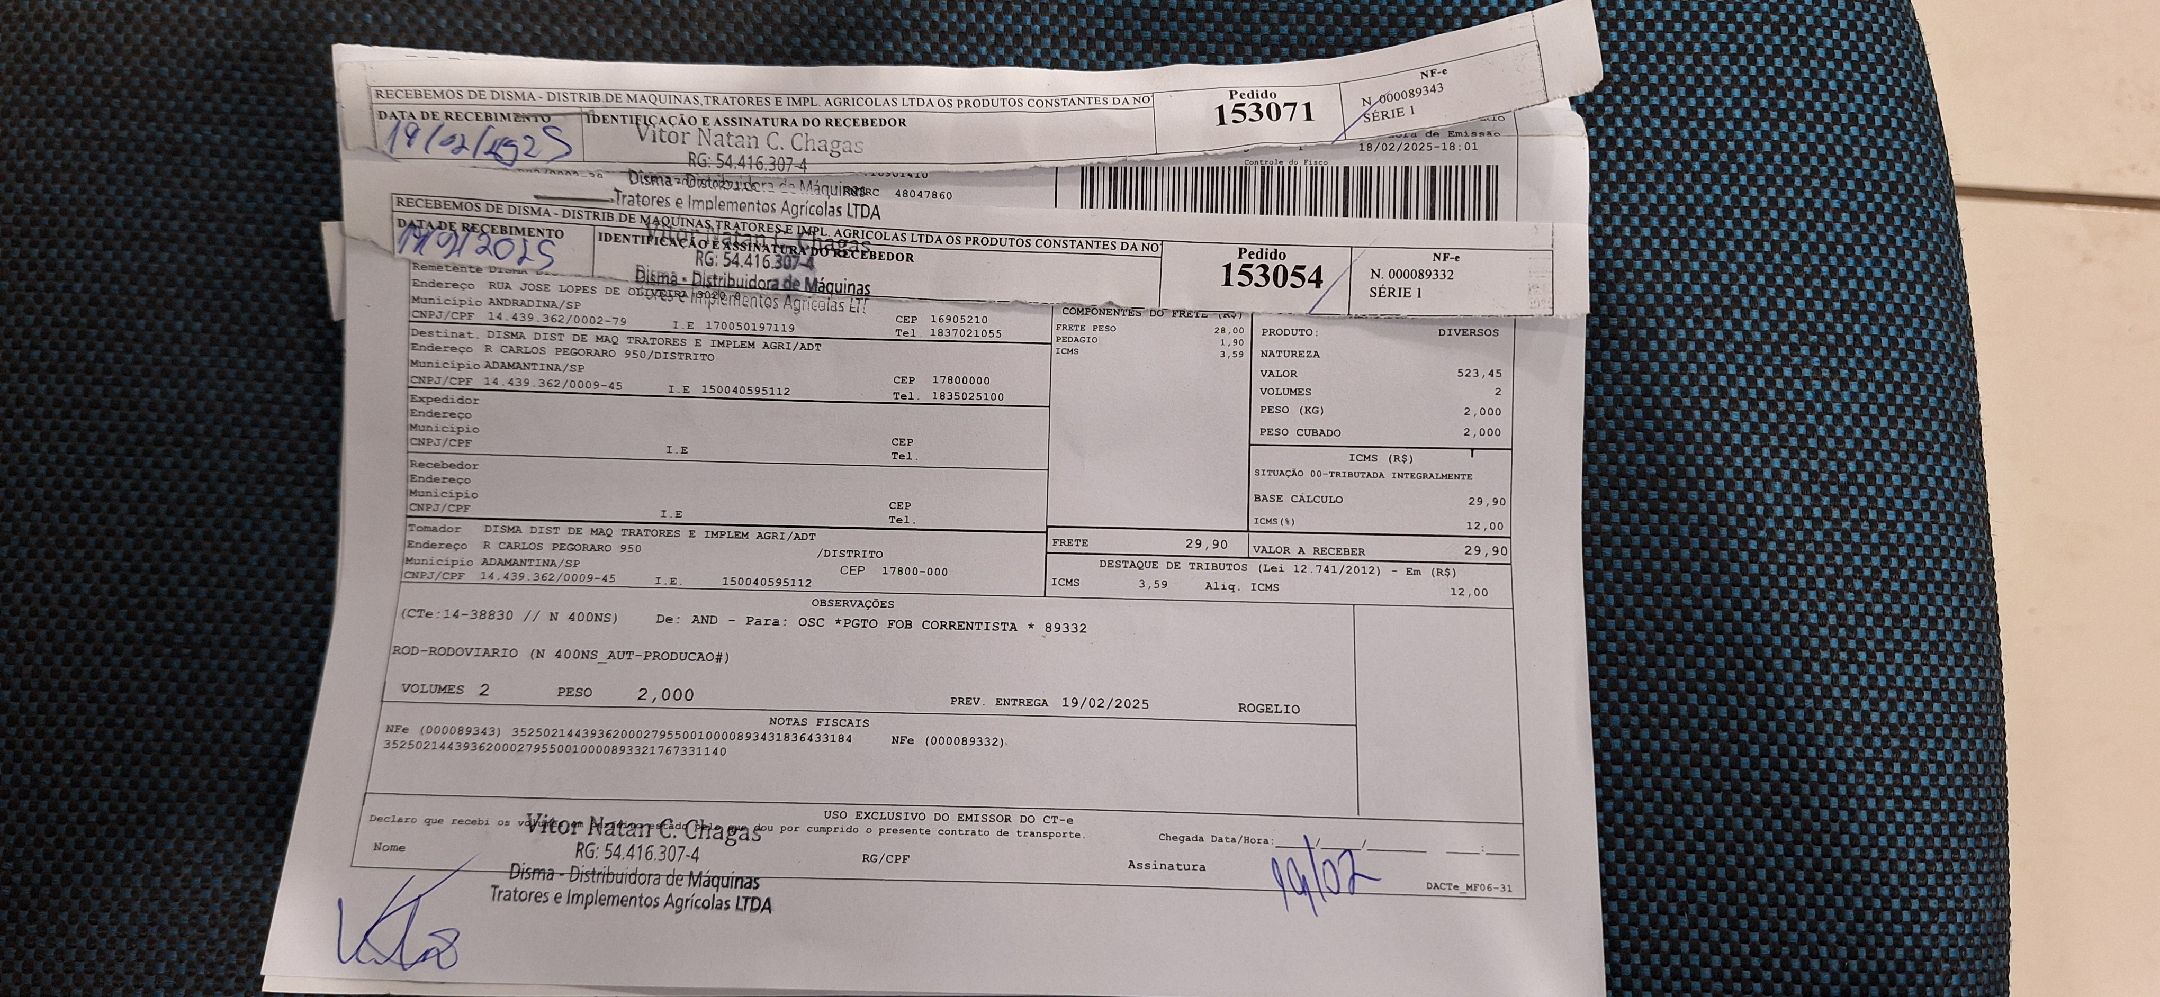 RECEBEMOS DE DISMA - DISTRIB.DE MAQUINAS,TRATORES E IMPL. AGRICOLAS LTDA OS PRODUTOS CONSTANTES DA NO
Pedido
153071
NF-e
N. 000089343
SÉRIE 1
DATA DE RECEBIMENTO
IDENTIFICAÇÃO E ASSINATURA DO RECEBEDOR
19/02/2025
Vitor Natan C. Chagas
RG: 54.416.307-4
Disma - Distribuidora de Máquinas
Tratores e Implementos Agrícolas LTDA
de Emissão
18/02/2025-18:01
Controle do Fisco
48047860
RECEBEMOS DE DISMA - DISTRIB.DE MAQUINAS,TRATORES E IMPL. AGRICOLAS LTDA OS PRODUTOS CONSTANTES DA NO
Pedido
153054
NF-e
N. 000089332
SÉRIE 1
DATA DE RECEBIMENTO
IDENTIFICAÇÃO E ASSINATURA DO RECEBEDOR
Natan C. Chagas
RG: 54.416.307-4
Disma - Distribuidora de Máquinas
Implementos Agrícolas
Remetente
Endereço RUA JOSE LOPES DE OLIVEIRA
Municipio ANDRADINA/SP
CEP 16905210
CNPJ/CPF 14.439.362/0002-79 I.E 170050197119
Tel 1837021055
Destinat. DISMA DIST DE MAQ TRATORES E IMPLEM AGRI/ADT
Endereço R CARLOS PEGORARO 950/DISTRITO
Municipio ADAMANTINA/SP
CEP 17800000
CNPJ/CPF 14.439.362/0009-45 I.E 150040595112
Tel. 1835025100
Expedidor
Endereço
Municipio
CNPJ/CPF
I.E
CEP
Tel.
Recebedor
Endereço
Municipio
CNPJ/CPF
I.E
CEP
Tel.
Tomador DISMA DIST DE MAQ TRATORES E IMPLEM AGRI/ADT
Endereço R CARLOS PEGORARO 950 /DISTRITO
Municipio ADAMANTINA/SP CEP 17800-000
CNPJ/CPF 14.439.362/0009-45 I.E. 150040595112
COMPONENTES DO FRETE (R$)
FRETE PESO 28,00
PEDAGIO 1,90
ICMS 3,59
PRODUTO: DIVERSOS
NATUREZA
VALOR 523,45
VOLUMES 2
PESO (KG) 2,000
PESO CUBADO 2,000
ICMS (R$)
SITUAÇÃO 00-TRIBUTADA INTEGRALMENTE
BASE CALCULO 29,90
ICMS(%) 12,00
FRETE 29,90
VALOR A RECEBER 29,90
DESTAQUE DE TRIBUTOS (Lei 12.741/2012) - Em (R$)
ICMS 3,59 Aliq. ICMS 12,00
OBSERVAÇÕES
(CTe:14-38830 // N 400NS) De: AND - Para: OSC *PGTO FOB CORRENTISTA * 89332
ROD-RODOVIARIO (N 400NS_AUT-PRODUCAO#)
VOLUMES 2 PESO 2,000 PREV. ENTREGA 19/02/2025 ROGELIO
NOTAS FISCAIS
NFe (000089343) 35250214439362000279550010000893431836433184 NFe (000089332)
35250214439362000279550010000893321767331140
USO EXCLUSIVO DO EMISSOR DO CT-e
Declaro que recebi os dou por cumprido o presente contrato de transporte.
Chegada Data/Hora:___/___/_____ ___:___
Nome
RG/CPF
Assinatura
19/02
DACTe_MF06-31
Vitor Natan C. Chagas
RG: 54.416.307-4
Disma - Distribuidora de Máquinas
Tratores e Implementos Agrícolas LTDA